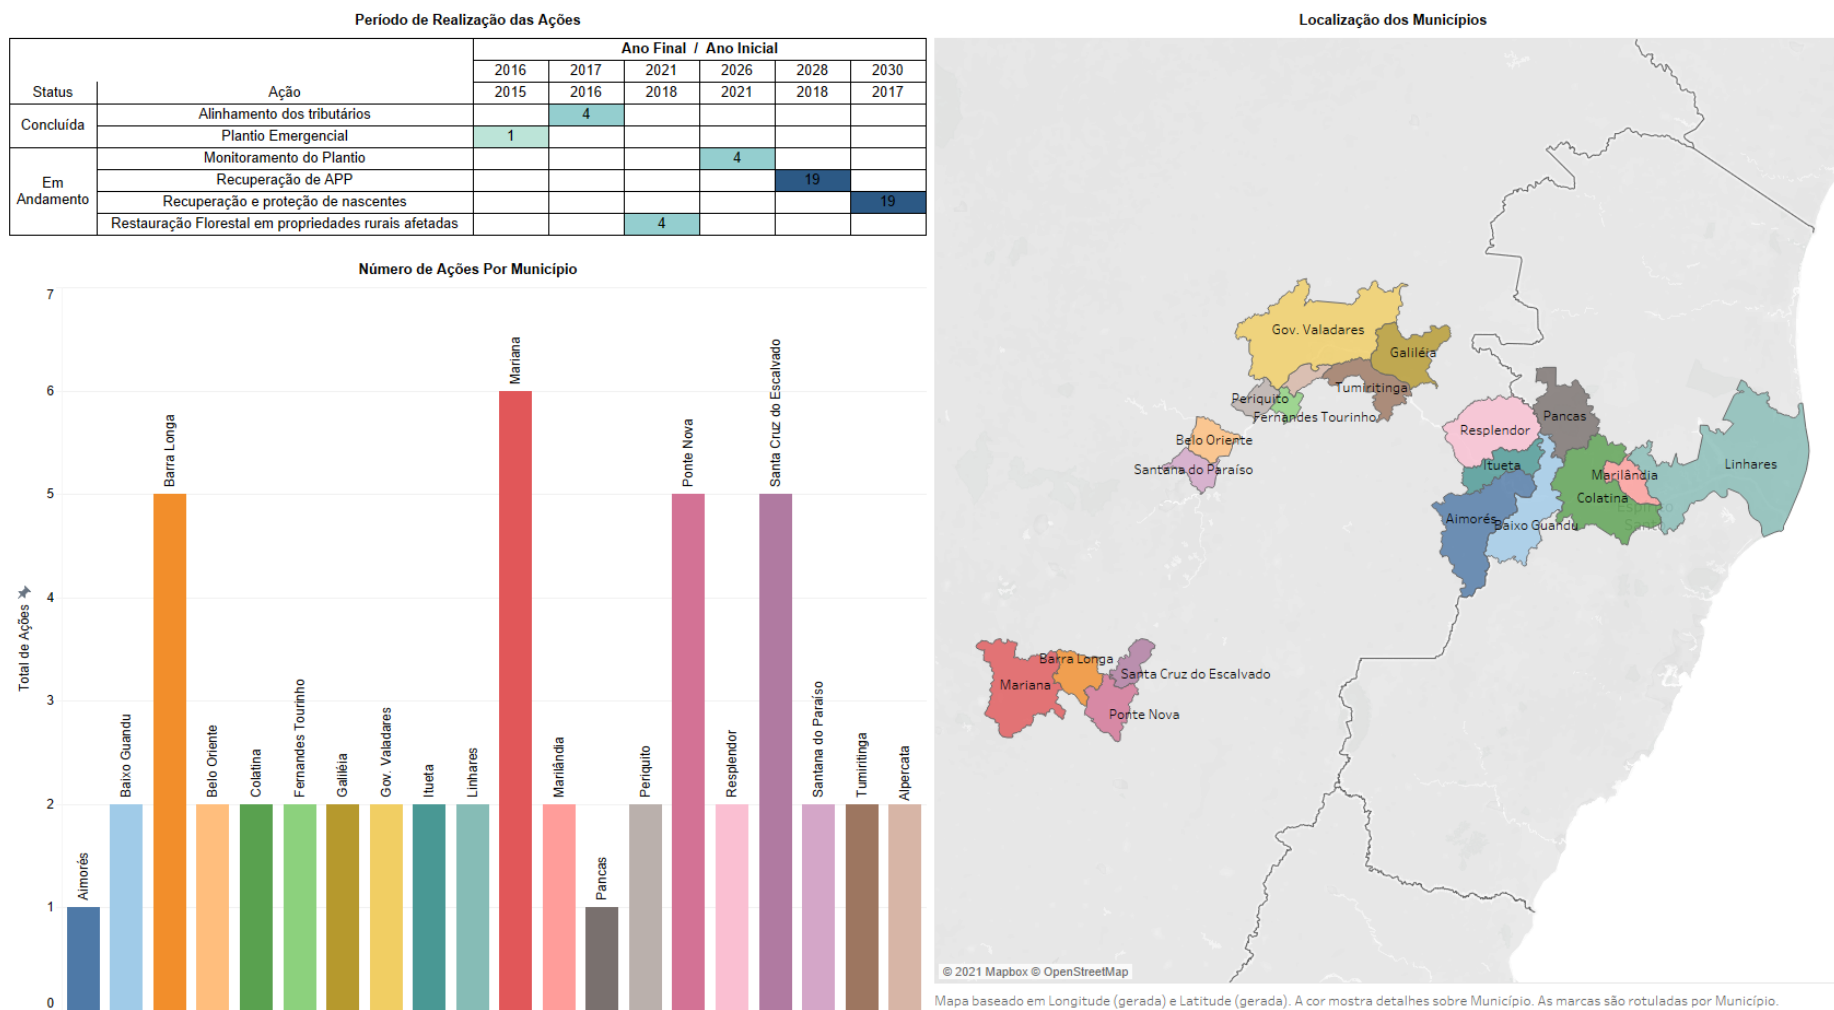 Período de Realização das Ações
Ano Final / Ano Inicial
2016 2017 2021 2026 2028 2030
Status Ação 2015 2016 2018 2021 2018 2017
Concluída
Alinhamento dos tributários 4
Plantio Emergencial 1
Em Andamento
Monitoramento do Plantio 4
Recuperação de APP 19
Recuperação e proteção de nascentes 19
Restauração Florestal em propriedades rurais afetadas 4
Número de Ações Por Município
Total de Ações
7
6
5
4
3
2
1
0
Aimorés
Baixo Guandu
Barra Longa
Belo Oriente
Colatina
Fernandes Tourinho
Galiléia
Gov. Valadares
Itueta
Linhares
Mariana
Marilândia
Pancas
Periquito
Ponte Nova
Resplendor
Santa Cruz do Escalvado
Santana do Paraíso
Tumiritinga
Alpercata
Localização dos Municípios
Gov. Valadares
Galiléia
Tumiritinga
Periquito
Fernandes Tourinho
Belo Oriente
Santana do Paraíso
Pancas
Resplendor
Itueta
Linhares
Marilândia
Colatina
Espírito
Santo
Aimorés
Baixo Guandu
Barra Longa
Santa Cruz do Escalvado
Mariana
Ponte Nova
© 2021 Mapbox © OpenStreetMap
Mapa baseado em Longitude (gerada) e Latitude (gerada). A cor mostra detalhes sobre Município. As marcas são rotuladas por Município.